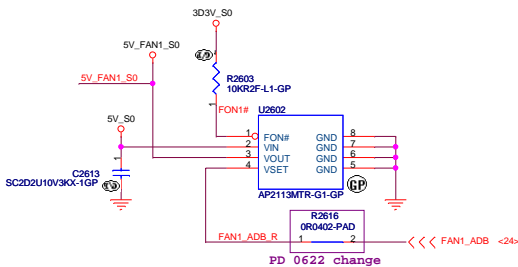 3D3V_S0
5V_FAN1_S0
5V_FAN1_S0
R2603
10KR2F-L1-GP
FON1#
1
U2602
5V_S0
1 FON# GND 8
2 VIN GND 7
3 VOUT GND 6
4 VSET GND 5
1
C2613
SC2D2U10V3KX-1GP
AP2113MTR-G1-GP
GP
R2616
0R0402-PAD
FAN1_ADB_R
1 2
FAN1_ADB <24>
PD 0622 change